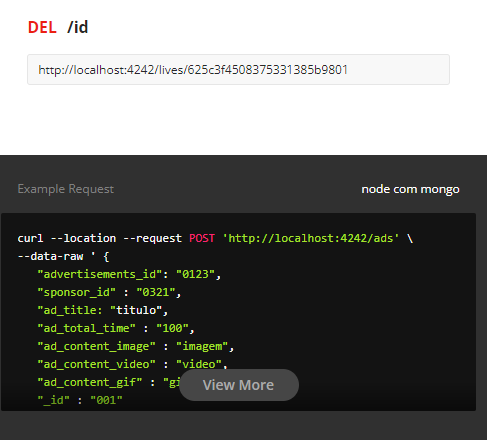 DEL /id
http://localhost:4242/lives/625c3f4508375331385b9801
Example Request node com mongo
curl --location --request POST 'http://localhost:4242/ads' \
--data-raw ' {
"advertisements_id": "0123",
"sponsor_id" : "0321",
"ad_title: "titulo",
"ad_total_time" : "100",
"ad_content_image" : "imagem",
"ad_content_video" : "video",
"ad_content_gif" :
View More
"_id" : "001"